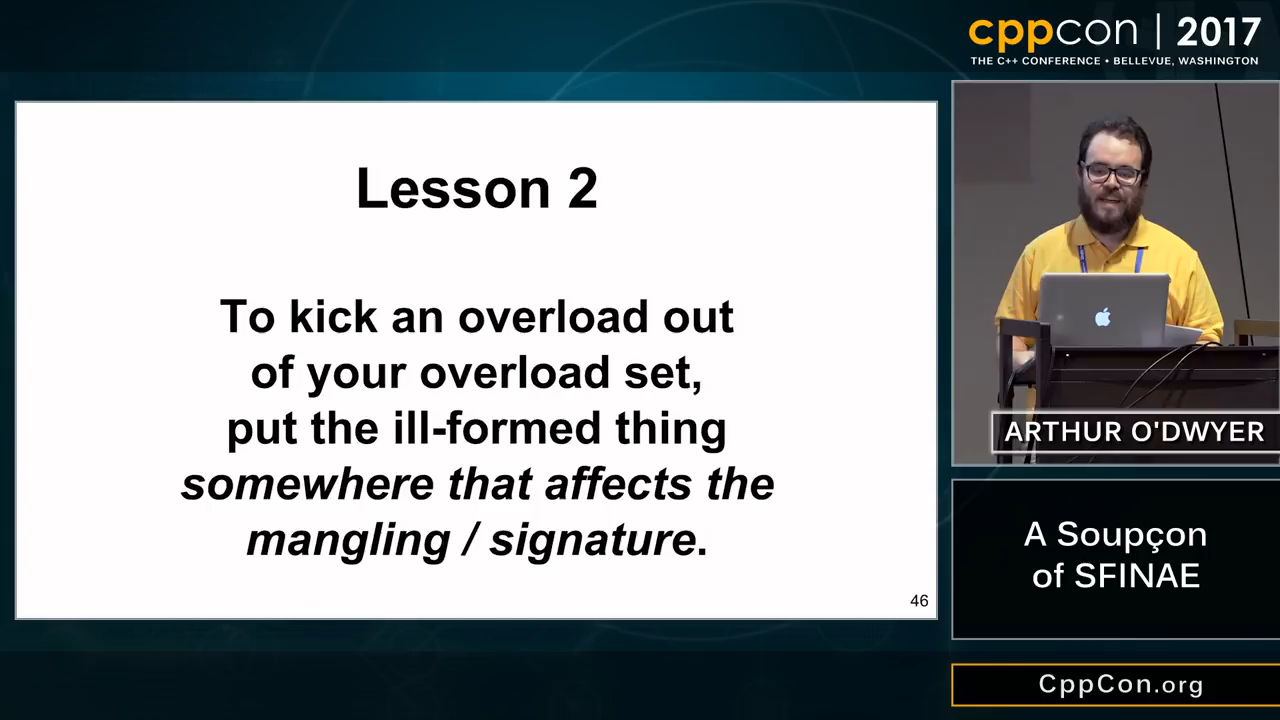 cppcon | 2017
THE C++ CONFERENCE • BELLEVUE, WASHINGTON
Lesson 2
To kick an overload out
of your overload set,
put the ill-formed thing
somewhere that affects the
mangling / signature.
46
ARTHUR O'DWYER
A Soupçon
of SFINAE
CppCon.org